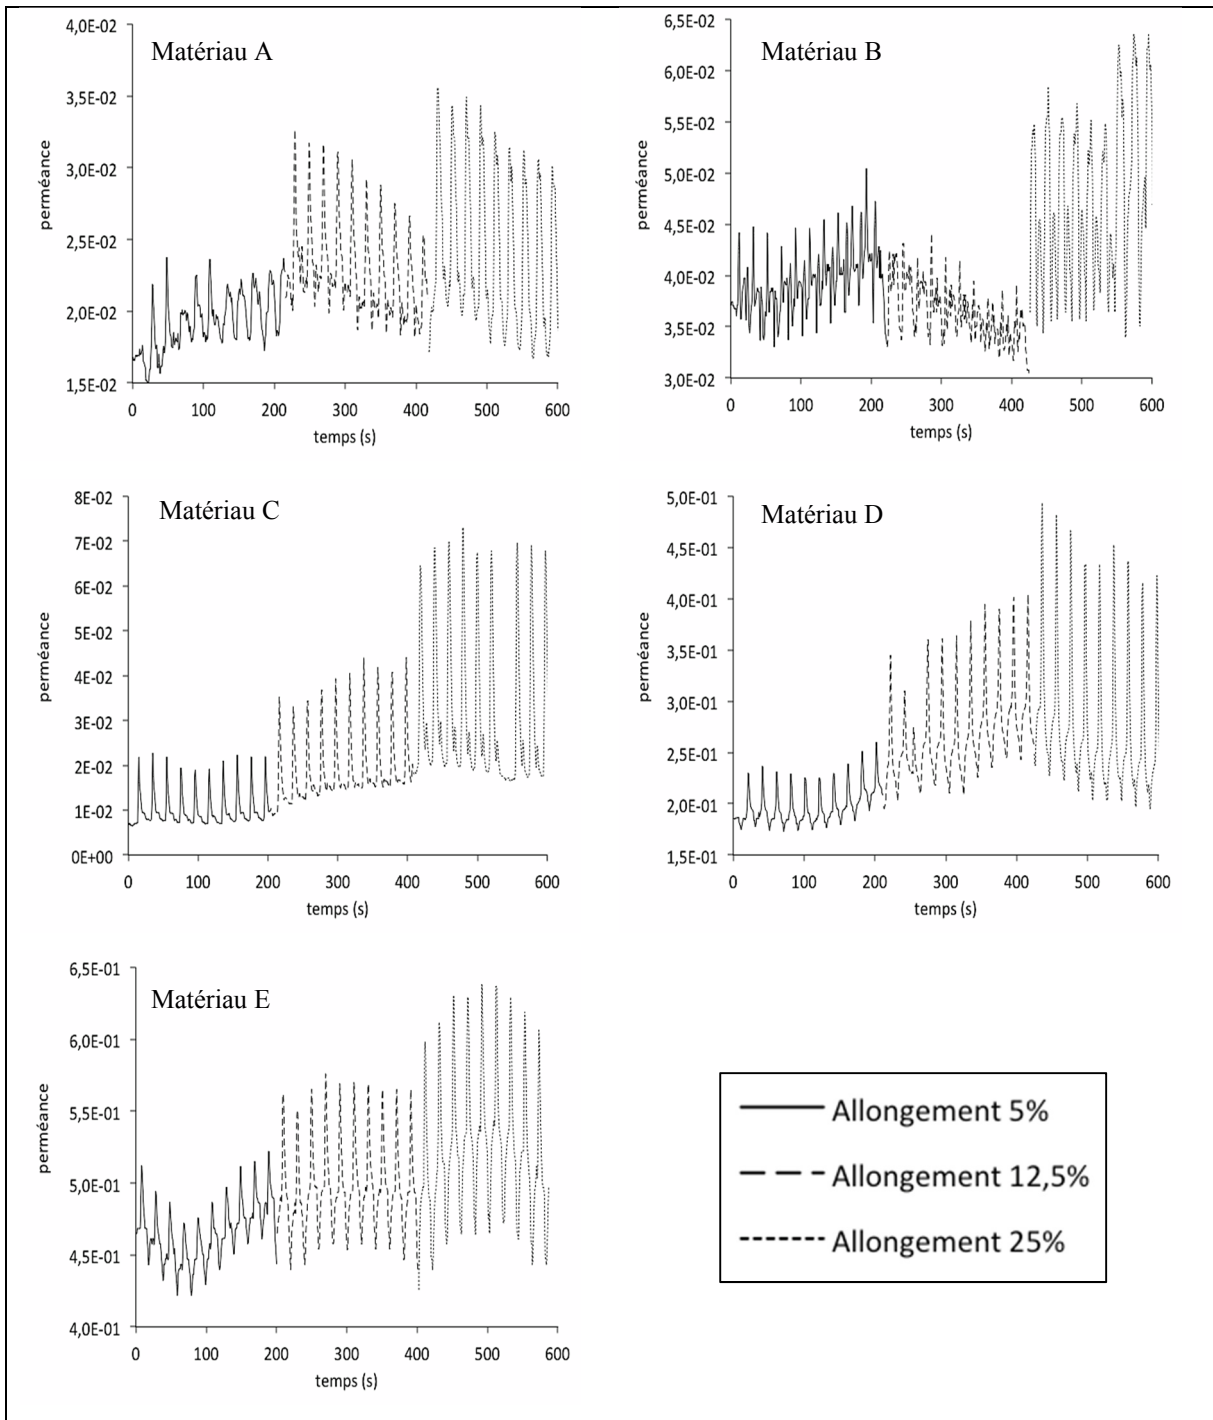 Matériau A
perméance
4,0E-02
3,5E-02
3,0E-02
2,5E-02
2,0E-02
1,5E-02
0 100 200 300 400 500 600
temps (s)
Matériau B
perméance
6,5E-02
6,0E-02
5,5E-02
5,0E-02
4,5E-02
4,0E-02
3,5E-02
3,0E-02
0 100 200 300 400 500 600
temps (s)
Matériau C
perméance
8E-02
7E-02
6E-02
5E-02
4E-02
3E-02
2E-02
1E-02
0E+00
0 100 200 300 400 500 600
temps (s)
Matériau D
perméance
5,0E-01
4,5E-01
4,0E-01
3,5E-01
3,0E-01
2,5E-01
2,0E-01
1,5E-01
0 100 200 300 400 500 600
temps (s)
Matériau E
perméance
6,5E-01
6,0E-01
5,5E-01
5,0E-01
4,5E-01
4,0E-01
0 100 200 300 400 500 600
temps (s)
Allongement 5%
Allongement 12,5%
Allongement 25%